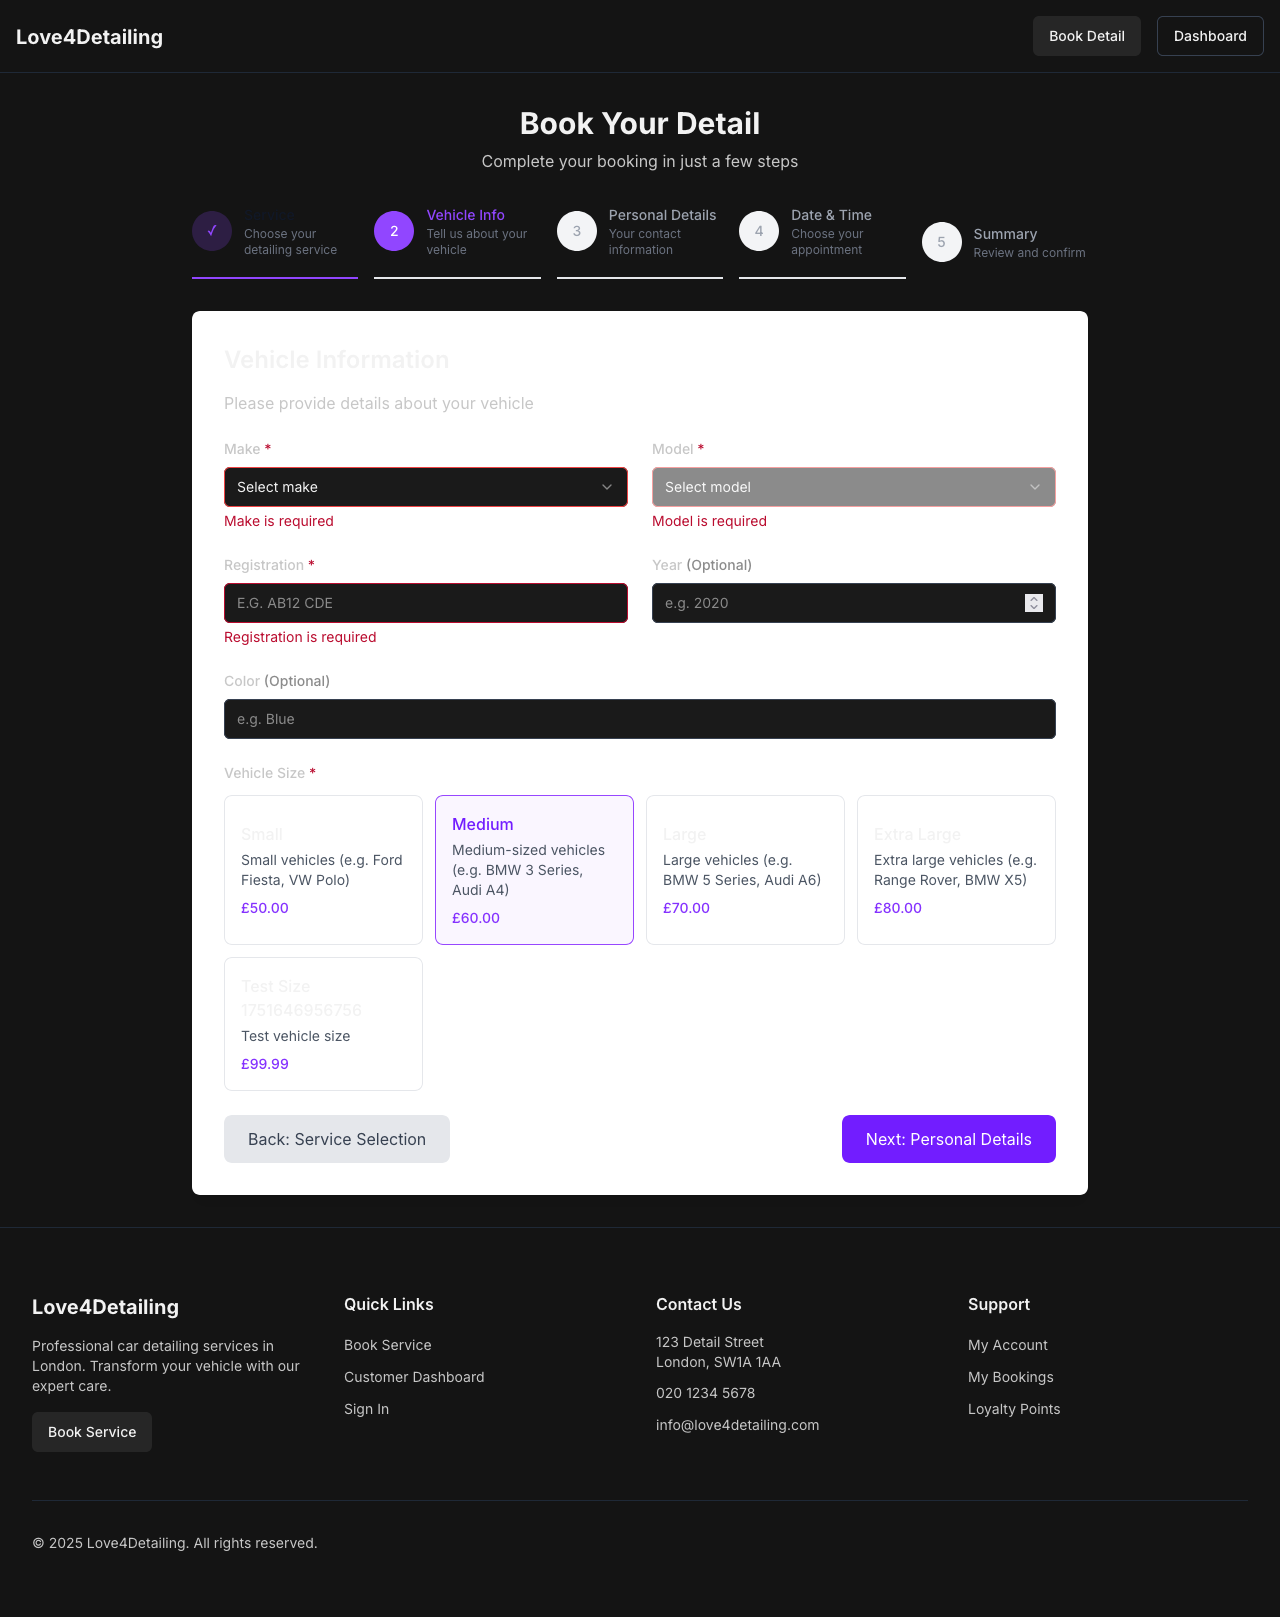 Love4Detailing
Book Detail
Dashboard
Book Your Detail
Complete your booking in just a few steps
✓
Choose your
detailing service
2
Vehicle Info
Tell us about your
vehicle
3
Personal Details
Your contact
information
4
Date & Time
Choose your
appointment
5
Summary
Review and confirm
Vehicle Information
Please provide details about your vehicle
Make *
Select make
Make is required
Model *
Select model
Model is required
Registration *
E.G. AB12 CDE
Registration is required
Year (Optional)
e.g. 2020
Color (Optional)
e.g. Blue
Vehicle Size *
Small
Small vehicles (e.g. Ford
Fiesta, VW Polo)
£50.00
Medium
Medium-sized vehicles
(e.g. BMW 3 Series,
Audi A4)
£60.00
Large
Large vehicles (e.g.
BMW 5 Series, Audi A6)
£70.00
Extra Large
Extra large vehicles (e.g.
Range Rover, BMW X5)
£80.00
Test Size
1751646956756
Test vehicle size
£99.99
Back: Service Selection
Next: Personal Details
Love4Detailing
Professional car detailing services in
London. Transform your vehicle with our
expert care.
Book Service
Quick Links
Book Service
Customer Dashboard
Sign In
Contact Us
123 Detail Street
London, SW1A 1AA
020 1234 5678
info@love4detailing.com
Support
My Account
My Bookings
Loyalty Points
© 2025 Love4Detailing. All rights reserved.